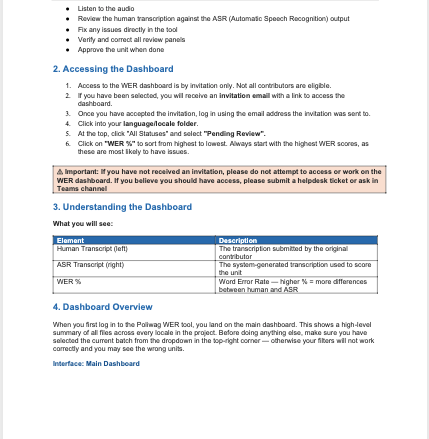 ● Listen to the audio
● Review the human transcription against the ASR (Automatic Speech Recognition) output
● Fix any issues directly in the tool
● Verify and correct all review panels
● Approve the unit when done
2. Accessing the Dashboard
1. Access to the WER dashboard is by invitation only. Not all contributors are eligible.
2. If you have been selected, you will receive an invitation email with a link to access the
dashboard.
3. Once you have accepted the invitation, log in using the email address the invitation was sent to.
4. Click into your language/locale folder.
5. At the top, click "All Statuses" and select "Pending Review".
6. Click on "WER %" to sort from highest to lowest. Always start with the highest WER scores, as
these are most likely to have issues.
⚠ Important: If you have not received an invitation, please do not attempt to access or work on the
WER dashboard. If you believe you should have access, please submit a helpdesk ticket or ask in
Teams channel
3. Understanding the Dashboard
What you will see:
Element Description
Human Transcript (left) The transcription submitted by the original
contributor
ASR Transcript (right) The system-generated transcription used to score
the unit
WER % Word Error Rate — higher % = more differences
between human and ASR
4. Dashboard Overview
When you first log in to the Poliwag WER tool, you land on the main dashboard. This shows a high-level
summary of all files across every locale in the project. Before doing anything else, make sure you have
selected the current batch from the dropdown in the top-right corner — otherwise your filters will not work
correctly and you may see the wrong units.
Interface: Main Dashboard